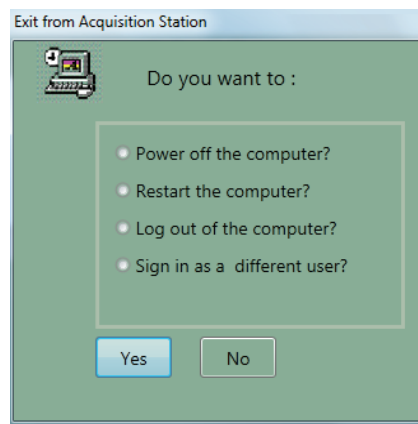 Exit from Acquisition Station
Do you want to :
Power off the computer?
Restart the computer?
Log out of the computer?
Sign in as a different user?
Yes
No